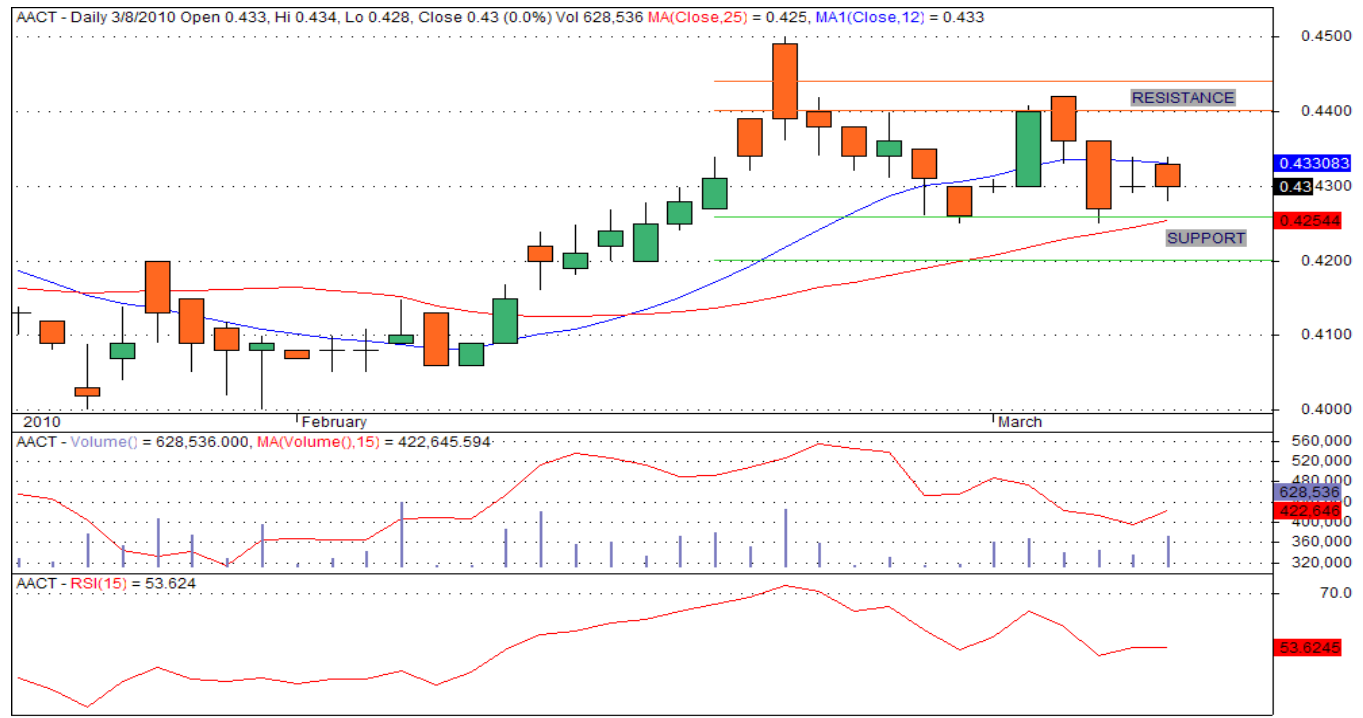 AACT - Daily 3/8/2010 Open 0.433, Hi 0.434, Lo 0.428, Close 0.43 (0.0%) Vol 628,536 MA(Close,25) = 0.425, MA1(Close,12) = 0.433
0.4500
RESISTANCE
0.4400
0.433083
0.43
4300
0.42544
SUPPORT
0.4200
0.4100
0.4000
2010
February
March
AACT - Volume() = 628,536.000, MA(Volume(),15) = 422,645.594
560,000
520,000
480,000
628,536
422,646
400,000
360,000
320,000
AACT - RSI(15) = 53.624
70.0
53.6245